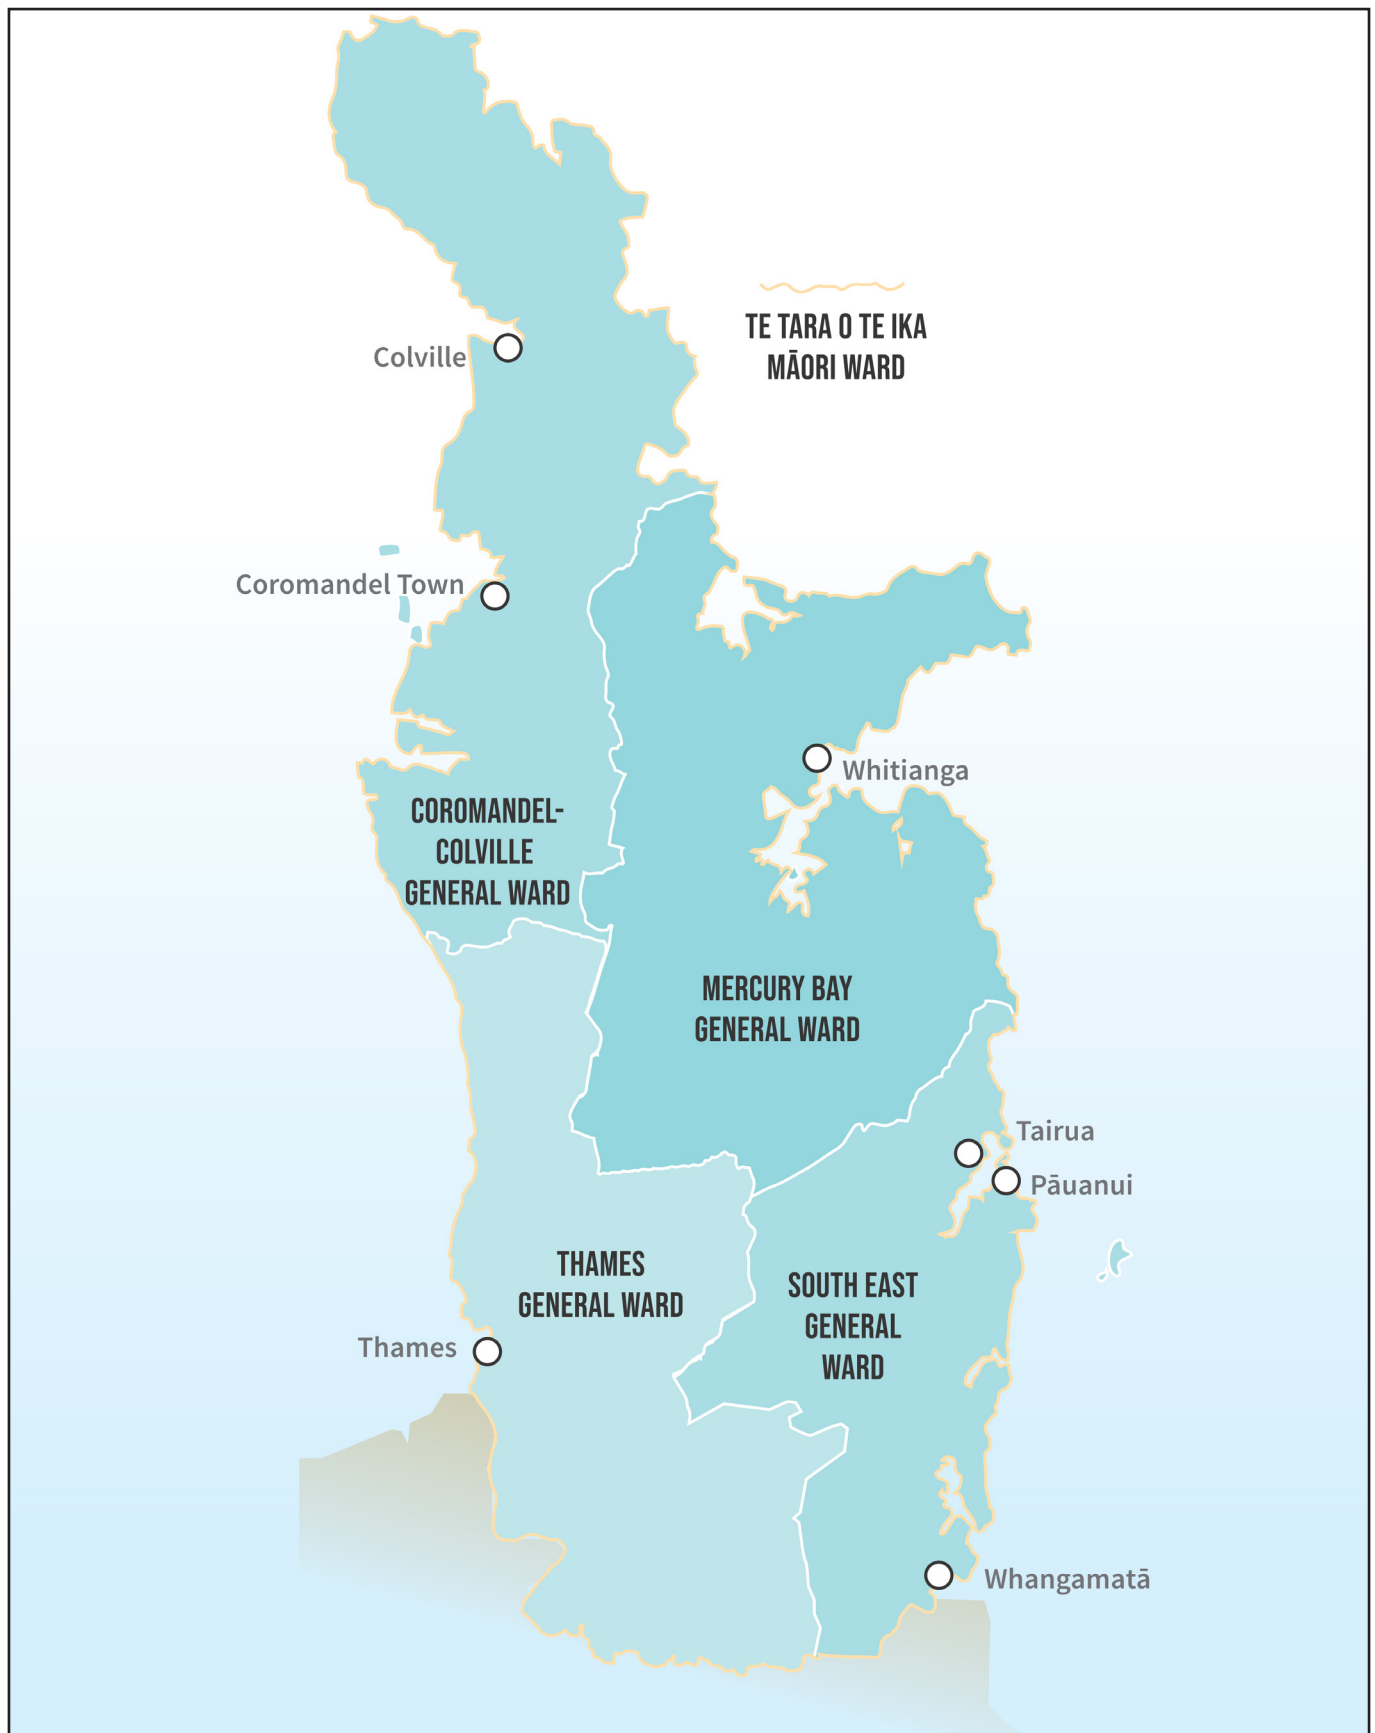 TE TARA O TE IKA
MĀORI WARD
Colville
Coromandel Town
Whitianga
COROMANDEL-
COLVILLE
GENERAL WARD
MERCURY BAY
GENERAL WARD
Tairua
Pāuanui
THAMES
GENERAL WARD
SOUTH EAST
GENERAL
WARD
Thames
Whangamatā